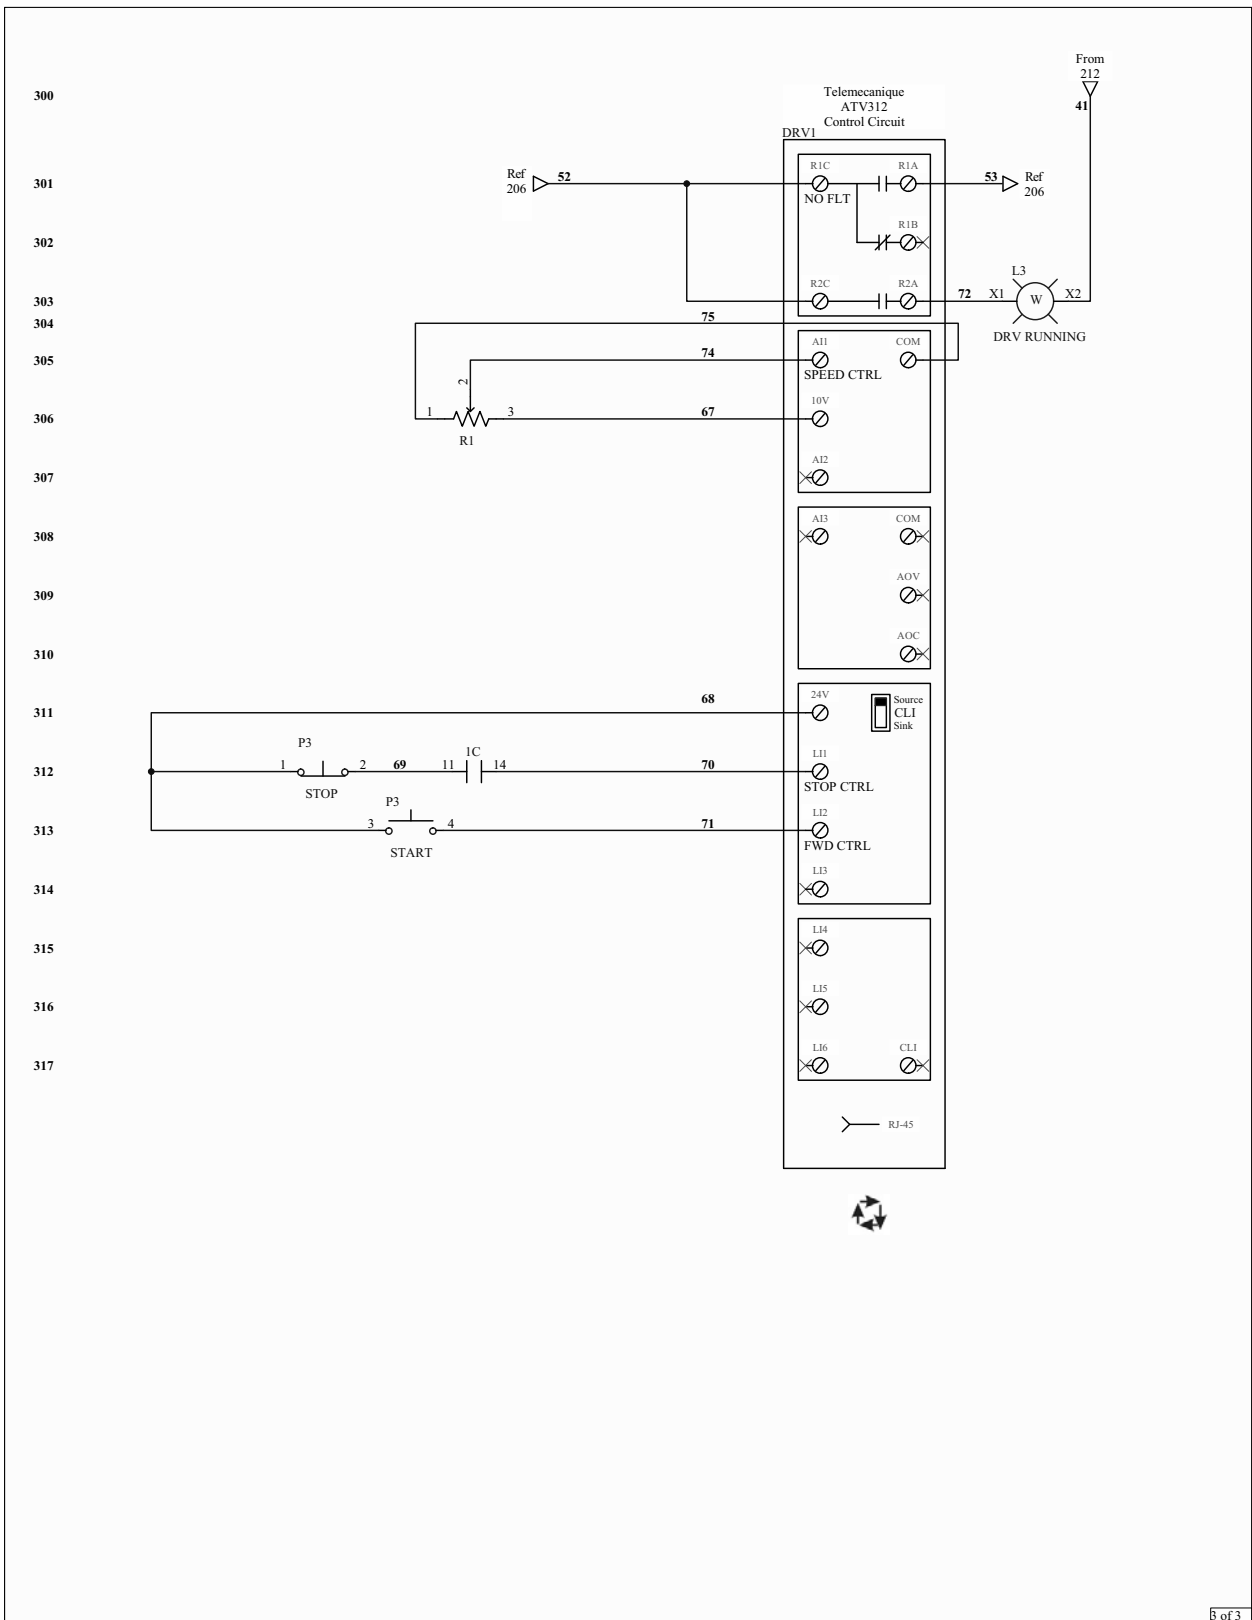 From
212
300
41
Telemecanique
ATV312
Control Circuit
DRV1
R1C
R1A
301
Ref
206
52
53
Ref
206
NO FLT
R1B
302
L3
R2C
R2A
303
72
X1
W
X2
304
75
DRV RUNNING
AI1
COM
305
74
SPEED CTRL
2
10V
306
1
3
67
R1
AI2
307
AI3
COM
308
AOV
309
AOC
310
24V
68
Source
311
CLI
Sink
P3
1C
LI1
312
1
2
69
11
14
70
STOP CTRL
STOP
P3
LI2
313
3
4
71
FWD CTRL
START
LI3
314
LI4
315
LI5
316
LI6
CLI
317
RJ-45
3 of 3